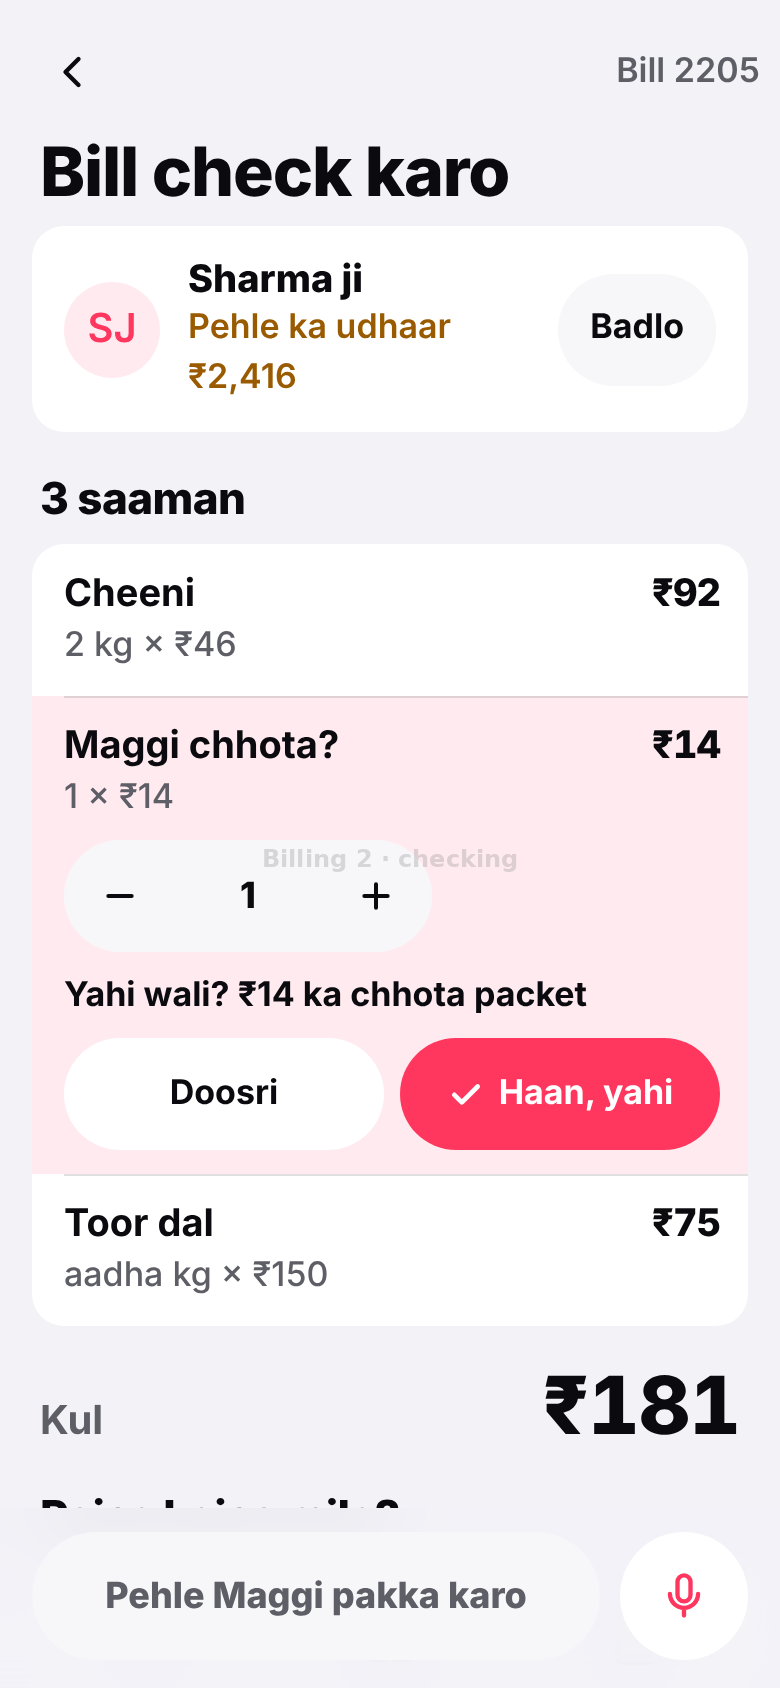 Bill 2205
Bill check karo
SJ
Sharma ji
Pehle ka udhaar
₹2,416
Badlo
3 saaman
Cheeni
₹92
2 kg × ₹46
Maggi chhota?
₹14
1 × ₹14
Billing 2 · checking
− 1 +
Yahi wali? ₹14 ka chhota packet
Doosri
Haan, yahi
Toor dal
₹75
aadha kg × ₹150
Kul
₹181
Pehle Maggi pakka karo